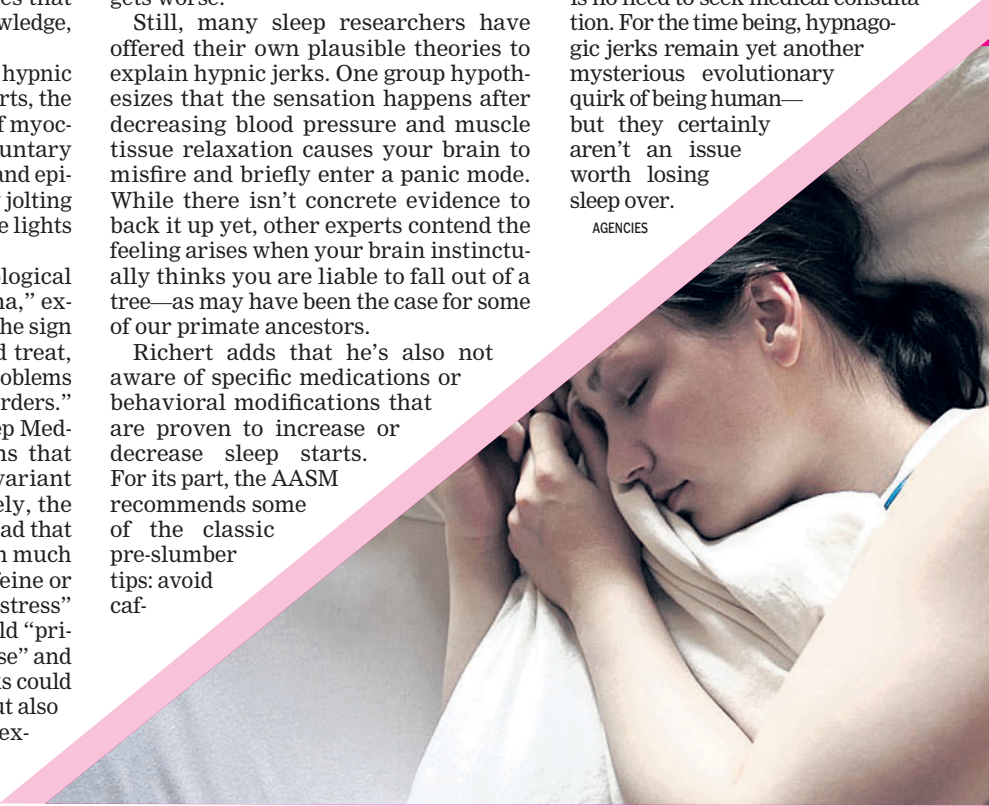 es that
wledge,
hypnic
rts, the
f myoc-
untary
and epi-
jolting
e lights
ological
na,” ex-
he sign
d treat,
oblems
rders.”
ep Med-
ns that
variant
ely, the
ad that
n much
feine or
stress”
ld “pri-
se” and
ks could
ut also
ex-
gets worse.
Still, many sleep researchers have
offered their own plausible theories to
explain hypnic jerks. One group hypoth-
esizes that the sensation happens after
decreasing blood pressure and muscle
tissue relaxation causes your brain to
misfire and briefly enter a panic mode.
While there isn’t concrete evidence to
back it up yet, other experts contend the
feeling arises when your brain instinctu-
ally thinks you are liable to fall out of a
tree—as may have been the case for some
of our primate ancestors.
Richert adds that he’s also not
aware of specific medications or
behavioral modifications that
are proven to increase or
decrease sleep starts.
For its part, the AASM
recommends some
of the classic
pre-slumber
tips: avoid
caf-
is no need to seek medical consulta-
tion. For the time being, hypnago-
gic jerks remain yet another
mysterious evolutionary
quirk of being human—
but they certainly
aren’t an issue
worth losing
sleep over.
AGENCIES